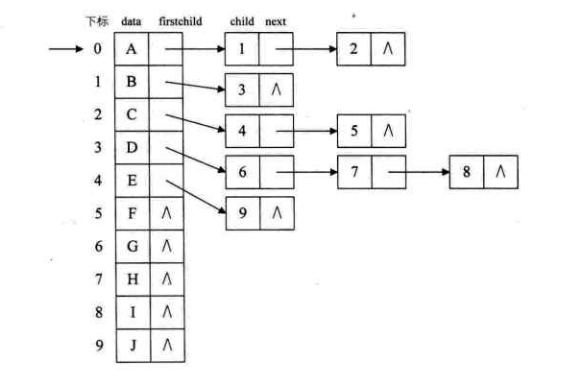 下标 data firstchild child next
0 A 1 2 ∧
1 B 3 ∧
2 C 4 5 ∧
3 D 6 7 8 ∧
4 E 9 ∧
5 F ∧
6 G ∧
7 H ∧
8 I ∧
9 J ∧